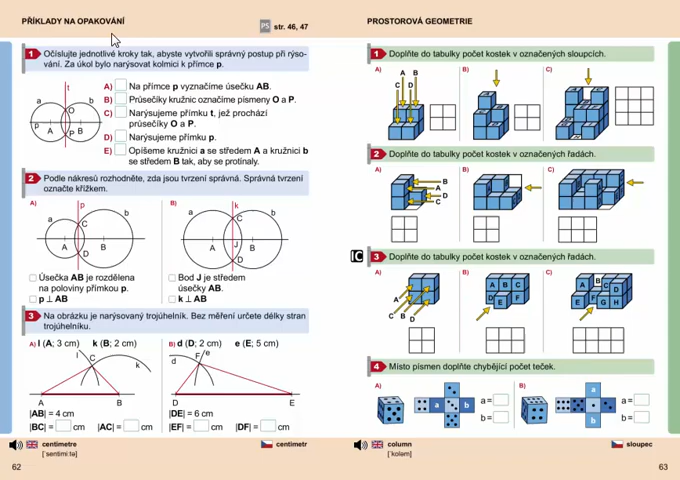 PŘÍKLADY NA OPAKOVÁNÍ
PS str. 46, 47
1 Očíslujte jednotlivé kroky tak, abyste vytvořili správný postup při rýso-
vání. Za úkol bylo narýsovat kolmici k přímce p.
t
a
b
O
p
A
P
B
A) Na přímce p vyznačíme úsečku AB.
B) Průsečíky kružnic označíme písmeny O a P.
C) Narýsujeme přímku t, jež prochází
průsečíky O a P.
D) Narýsujeme přímku p.
E) Opíšeme kružnici a se středem A a kružnici b
se středem B tak, aby se protínaly.
2 Podle nákresu rozhodněte, zda jsou tvrzení správná. Správná tvrzení
označte křížkem.
A)
p
a
b
C
A
B
D
Úsečka AB je rozdělena
na poloviny přímkou p.
p ⊥ AB
B)
k
a
b
C
A
J
B
D
Bod J je středem
úsečky AB.
k ⊥ AB
3 Na obrázku je narýsovaný trojúhelník. Bez měření určete délky stran
trojúhelníku.
A) l (A; 3 cm) k (B; 2 cm)
l
C
k
A
B
|AB| = 4 cm
|BC| = cm |AC| = cm
B) d (D; 2 cm) e (E; 5 cm)
F
e
d
D
E
|DE| = 6 cm
|EF| = cm |DF| = cm
centimetre
[ˈsentimiːtə]
centimetr
62
PROSTOROVÁ GEOMETRIE
1 Doplňte do tabulky počet kostek v označených sloupcích.
A)
A B
C D
B)
C)
2 Doplňte do tabulky počet kostek v označených řadách.
A)
B
A
D
C
B)
C)
3 Doplňte do tabulky počet kostek v označených řadách.
A)
A
C B D
B)
A B C
D F
E
C)
A B C
D
E F
G H
4 Místo písmen doplňte chybějící počet teček.
A)
a
b
a =
b =
B)
a
b
a =
b =
column
[ˈkoləm]
sloupec
63